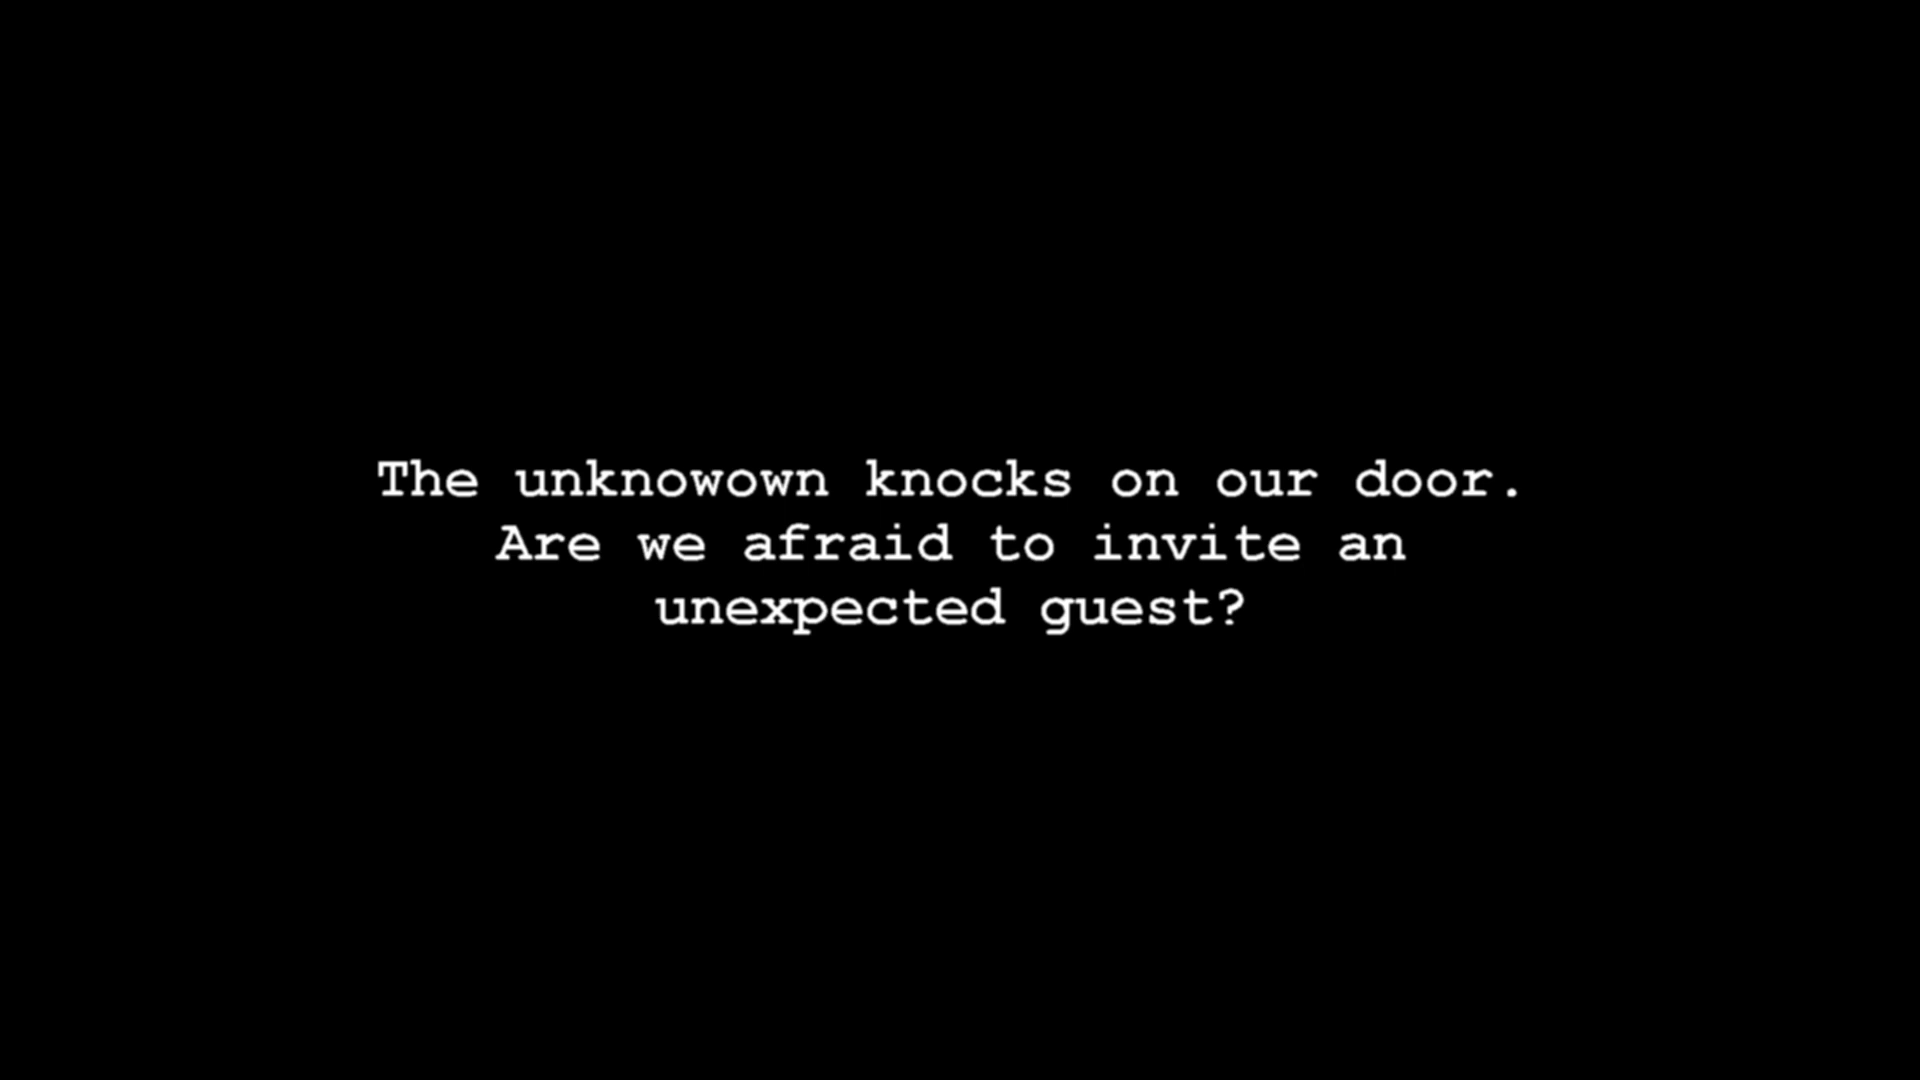 The unknowown knocks on our door.
Are we afraid to invite an
unexpected guest?